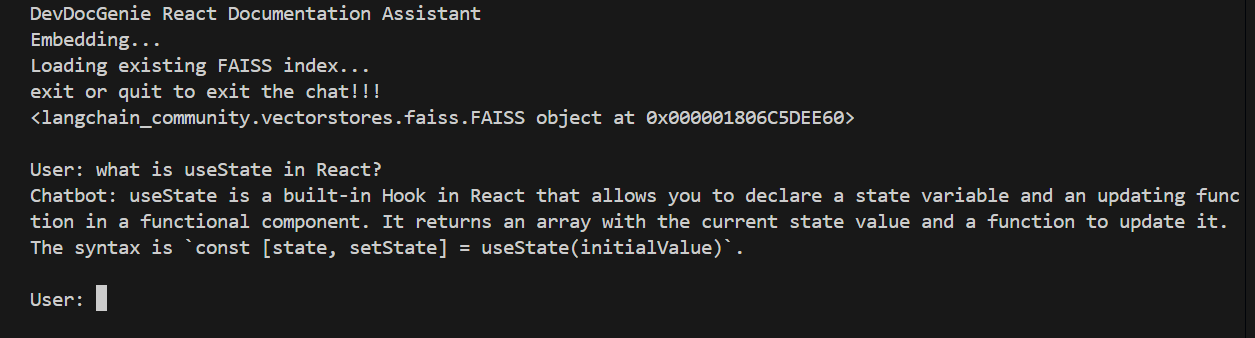 DevDocGenie React Documentation Assistant
Embedding...
Loading existing FAISS index...
exit or quit to exit the chat!!!
<langchain_community.vectorstores.faiss.FAISS object at 0x000001806C5DEE60>
User: what is useState in React?
Chatbot: useState is a built-in Hook in React that allows you to declare a state variable and an updating func
tion in a functional component. It returns an array with the current state value and a function to update it.
The syntax is `const [state, setState] = useState(initialValue)`.
User: